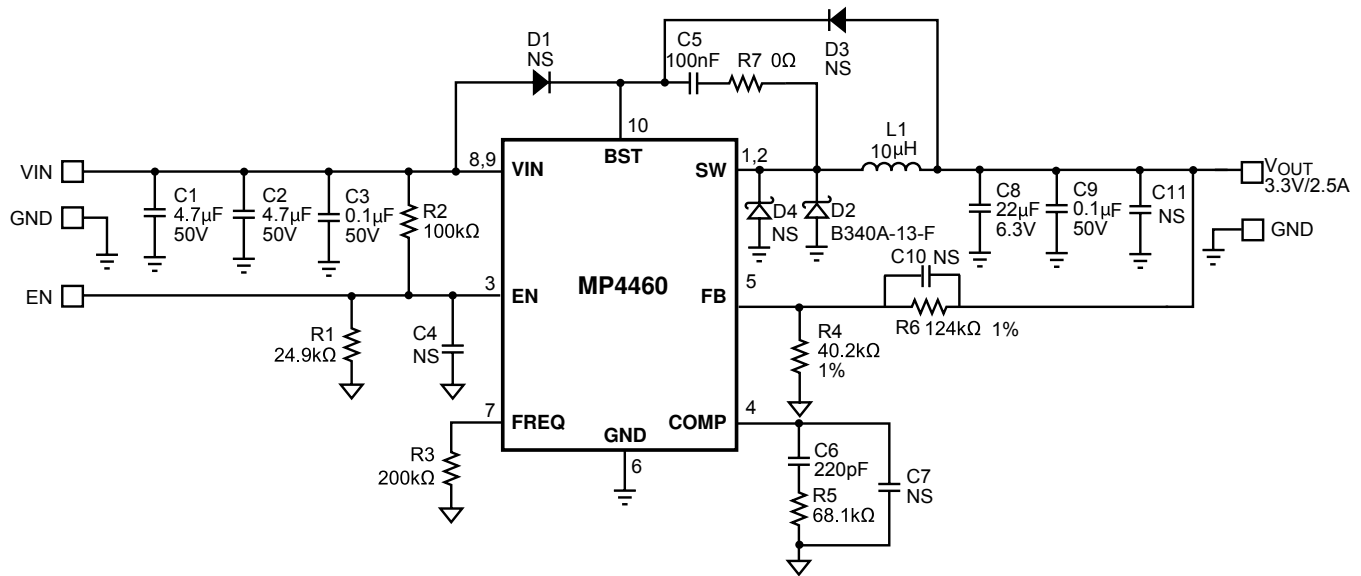 D1
NS
C5
100nF
R7 0Ω
D3
NS
10
BST
L1
10µH
VIN
8,9
VIN
SW
1,2
VOUT
3.3V/2.5A
GND
C1
4.7µF
50V
C2
4.7µF
50V
C3
0.1µF
50V
R2
100kΩ
D4
NS
D2
B340A-13-F
C8
22µF
6.3V
C9
0.1µF
50V
C11
NS
GND
C10 NS
EN
3
EN
MP4460
FB
5
R6 124kΩ 1%
R1
24.9kΩ
C4
NS
R4
40.2kΩ
1%
7
FREQ
GND
COMP
4
6
R3
200kΩ
C6
220pF
R5
68.1kΩ
C7
NS